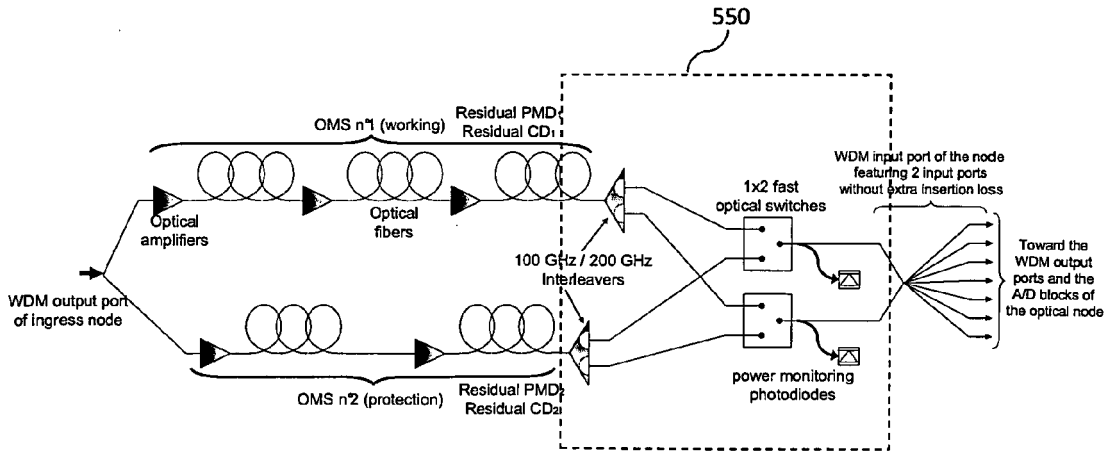 550
OMS n°1 (working)
Residual PMD₁
Residual CD₁
WDM input port of the node
featuring 2 input ports
without extra insertion loss
1x2 fast
optical switches
Optical
amplifiers
Optical
fibers
100 GHz / 200 GHz
Interleavers
Toward the
WDM output
ports and the
A/D blocks of
the optical node
WDM output port
of ingress node
OMS n°2 (protection)
Residual PMD₂
Residual CD₂
power monitoring
photodiodes